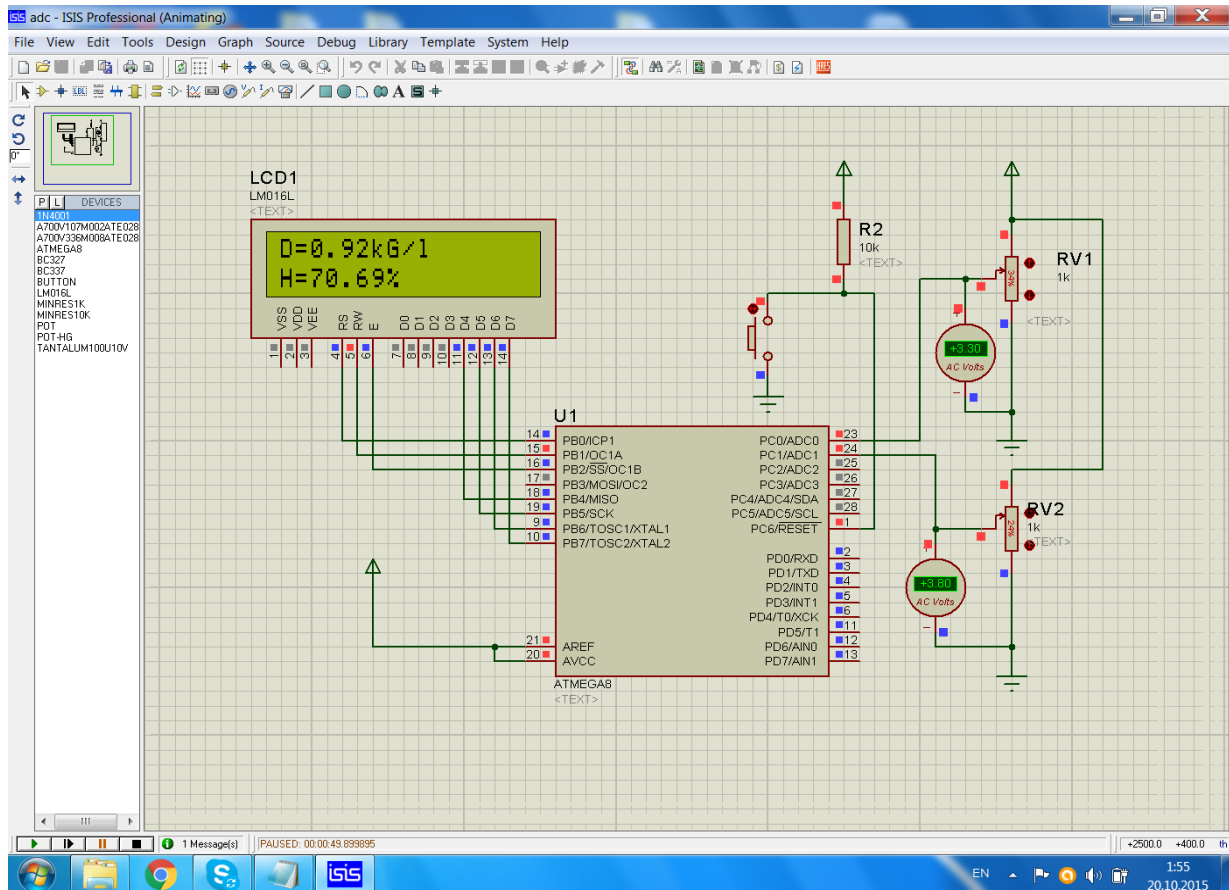 adc - ISIS Professional (Animating)
File View Edit Tools Design Graph Source Debug Library Template System Help
P L DEVICES
1N4001
A700V107M002ATE028
A700V336M008ATE028
ATMEGA8
BC327
BC337
BUTTON
LM016L
MINRES1K
MINRES10K
POT
POT-HG
TANTALUM100U10V
LCD1
LM016L
<TEXT>
D=0.92kG/l
H=70.69%
VSS VDD VEE RS RW E D0 D1 D2 D3 D4 D5 D6 D7
1 2 3 4 5 6 7 8 9 10 11 12 13 14
R2
10k
<TEXT>
RV1
1k
34%
<TEXT>
+3.30
AC Volts
U1
14 PB0/ICP1 PC0/ADC0 23
15 PB1/OC1A PC1/ADC1 24
16 PB2/SS/OC1B PC2/ADC2 25
17 PB3/MOSI/OC2 PC3/ADC3 26
18 PB4/MISO PC4/ADC4/SDA 27
19 PB5/SCK PC5/ADC5/SCL 28
9 PB6/TOSC1/XTAL1 PC6/RESET 1
10 PB7/TOSC2/XTAL2
PD0/RXD 2
PD1/TXD 3
PD2/INT0 4
PD3/INT1 5
PD4/T0/XCK 6
PD5/T1 11
21 AREF PD6/AIN0 12
20 AVCC PD7/AIN1 13
ATMEGA8
<TEXT>
RV2
1k
24%
<TEXT>
+3.80
AC Volts
1 Message(s) PAUSED: 00:00:49.899895 +2500.0 +400.0 th
isis EN 1:55
20.10.2015